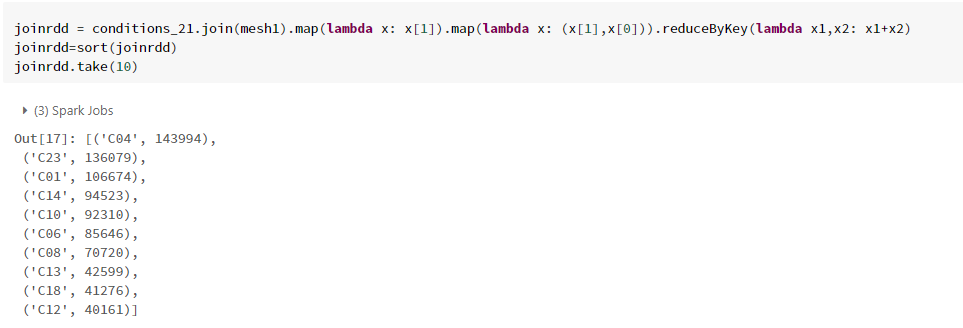 joinrdd = conditions_21.join(mesh1).map(lambda x: x[1]).map(lambda x: (x[1],x[0])).reduceByKey(lambda x1,x2: x1+x2)
joinrdd=sort(joinrdd)
joinrdd.take(10)
(3) Spark Jobs
Out[17]: [('C04', 143994),
('C23', 136079),
('C01', 106674),
('C14', 94523),
('C10', 92310),
('C06', 85646),
('C08', 70720),
('C13', 42599),
('C18', 41276),
('C12', 40161)]